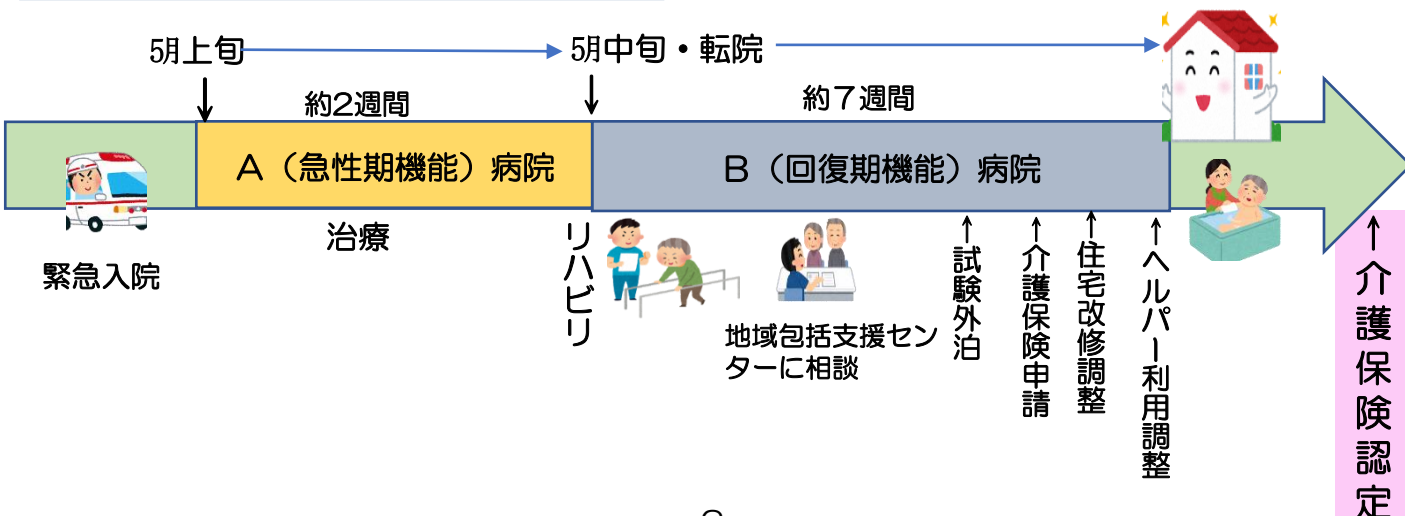 5月上旬
5月中旬・転院
約2週間
約7週間
A（急性期機能）病院
B（回復期機能）病院
緊急入院
治療
リハビリ
地域包括支援セン
ターに相談
←試験外泊
←介護保険申請
←住宅改修調整
←ヘルパー利用調整
←介護保険認定